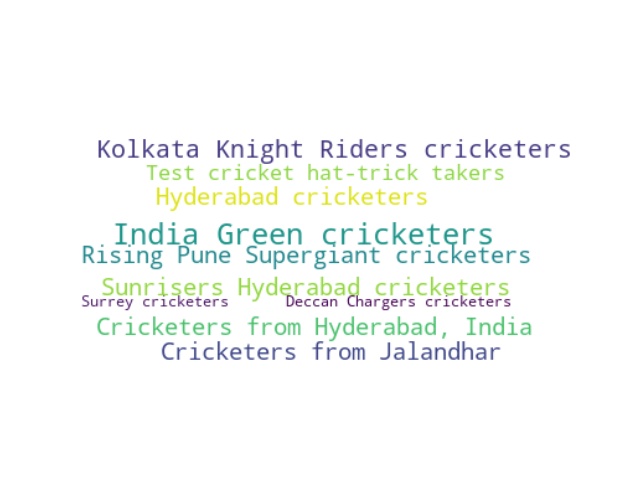 Kolkata Knight Riders cricketers
Test cricket hat-trick takers
Hyderabad cricketers
India Green cricketers
Rising Pune Supergiant cricketers
Sunrisers Hyderabad cricketers
Surrey cricketers Deccan Chargers cricketers
Cricketers from Hyderabad, India
Cricketers from Jalandhar